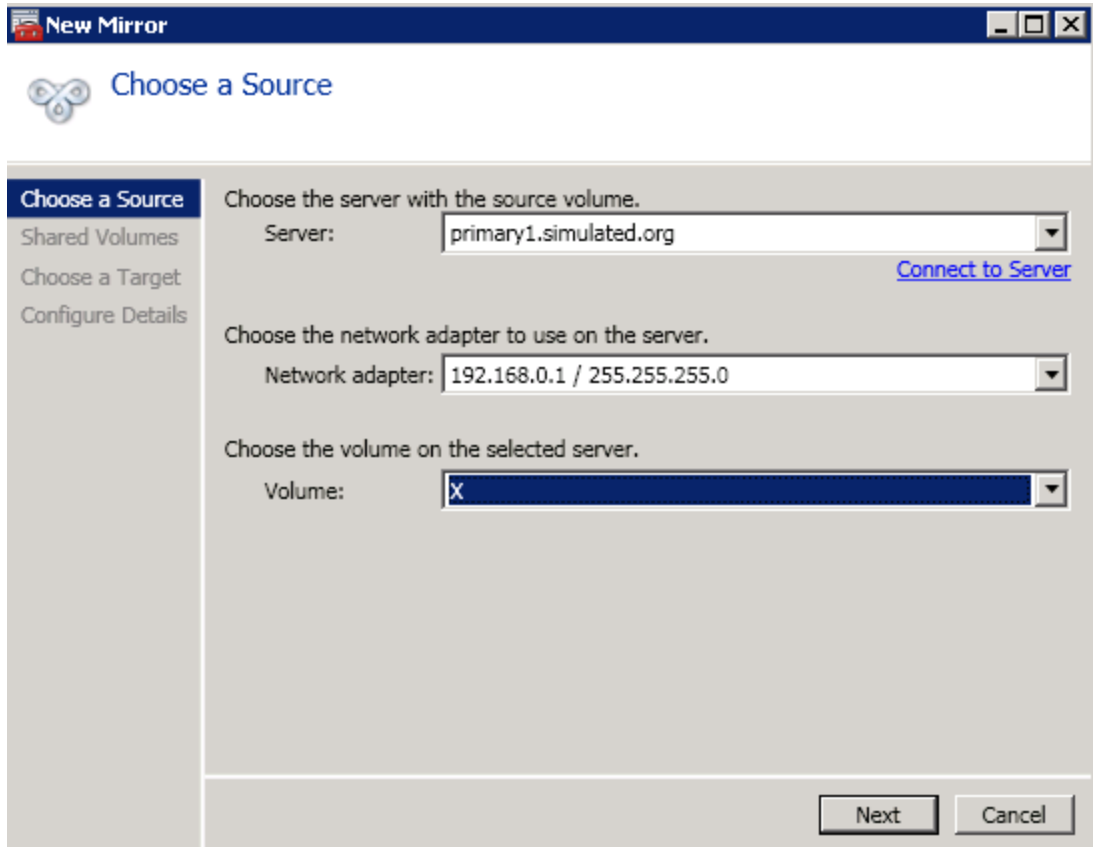 New Mirror
Choose a Source
Choose a Source
Shared Volumes
Choose a Target
Configure Details
Choose the server with the source volume.
Server: primary1.simulated.org
Connect to Server
Choose the network adapter to use on the server.
Network adapter: 192.168.0.1 / 255.255.255.0
Choose the volume on the selected server.
Volume: X
Next Cancel